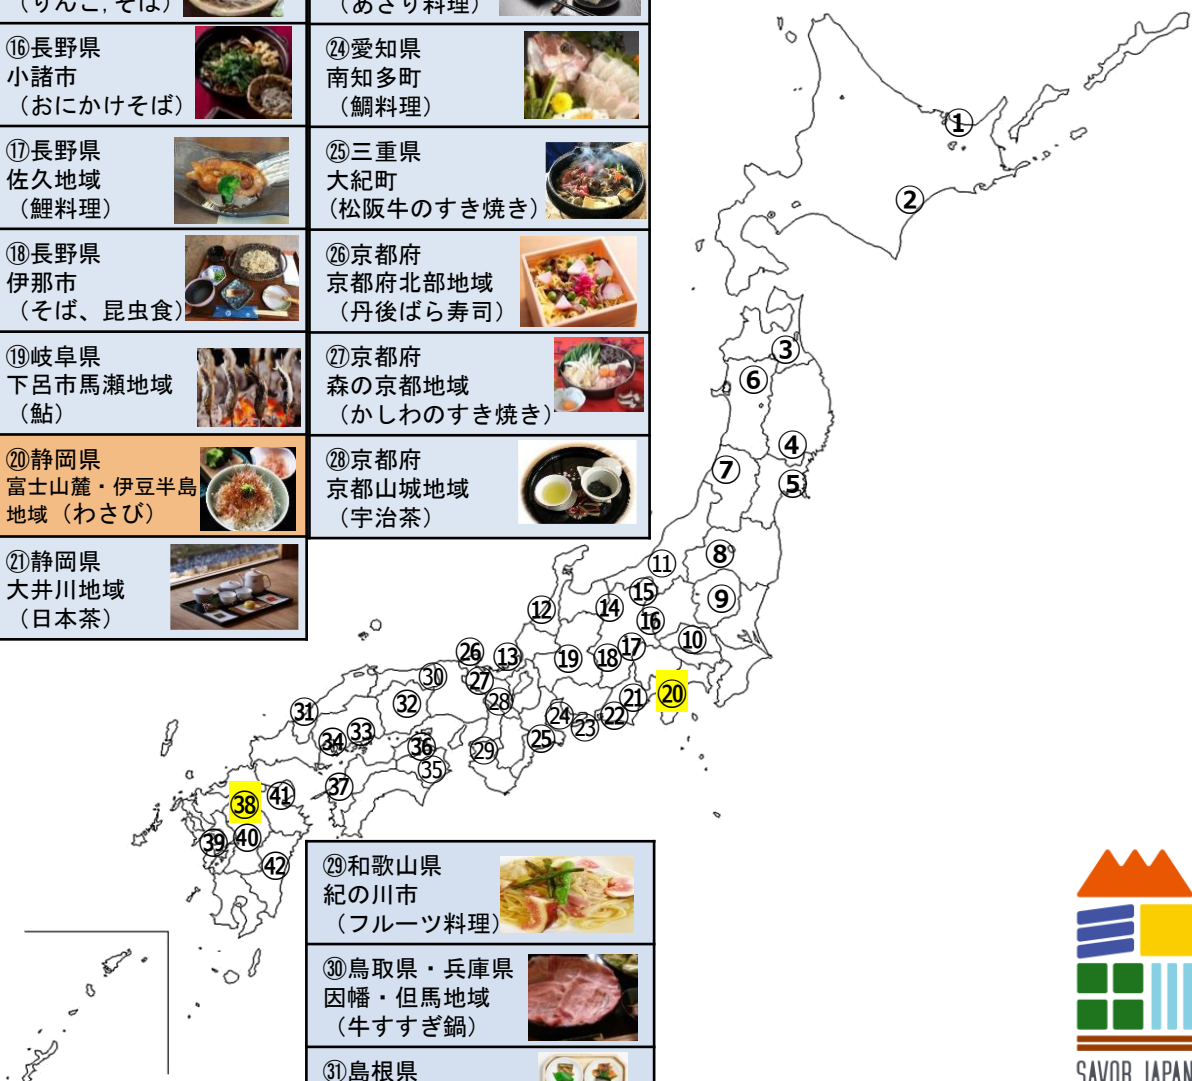 (りんご, そば)
⑯長野県
小諸市
(おにかけそば)
⑰長野県
佐久地域
(鯉料理)
⑱長野県
伊那市
(そば、昆虫食)
⑲岐阜県
下呂市馬瀬地域
(鮎)
⑳静岡県
富士山麓・伊豆半島
地域(わさび)
㉑静岡県
大井川地域
(日本茶)
(あさり料理)
㉔愛知県
南知多町
(鯛料理)
㉕三重県
大紀町
(松阪牛のすき焼き)
㉖京都府
京都府北部地域
(丹後ばら寿司)
㉗京都府
森の京都地域
(かしわのすき焼き)
㉘京都府
京都山城地域
(宇治茶)
①
②
③
⑥
④
⑦
⑤
⑧
⑪
⑮
⑨
⑭
⑫
⑯
⑩
⑰
㉖
⑬
⑲
⑱
㉚
㉗
⑳
㉑
㉜
㉘
㉛
㉔
㉒
㉓
㉝
㉞
㊱
㉕
㉙
㉟
㊲
㊶
㊳
㊵
㊴
㊷
㉙和歌山県
紀の川市
(フルーツ料理)
㉚鳥取県・兵庫県
因幡・但馬地域
(牛すすぎ鍋)
㉛島根県
SAVOR JAPAN